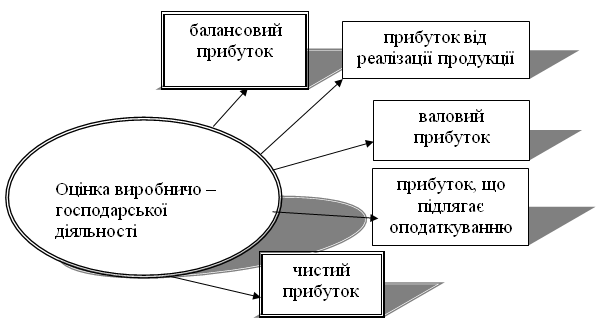 балансовий
прибуток
прибуток від
реалізації продукції
валовий
прибуток
Оцінка виробничо –
господарської
діяльності
прибуток, що
підлягає
оподаткуванню
чистий
прибуток